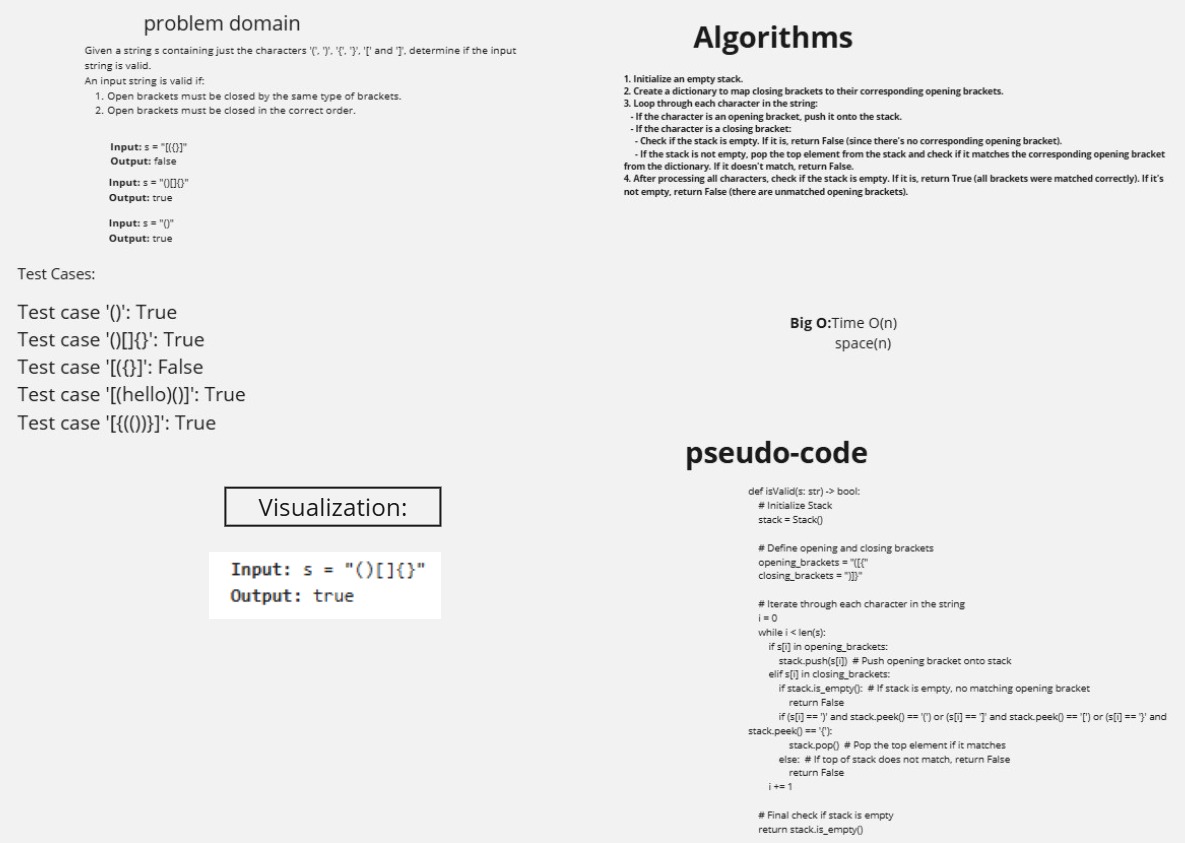 problem domain
Given a string s containing just the characters '(', ')', '{', '}', '[' and ']', determine if the input
string is valid.
An input string is valid if:
1. Open brackets must be closed by the same type of brackets.
2. Open brackets must be closed in the correct order.
Input: s = "[({}]"
Output: false
Input: s = "()[]{}"
Output: true
Input: s = "()"
Output: true
Test Cases:
Test case '()': True
Test case '()[]{}': True
Test case '[({}]': False
Test case '[(hello)()]': True
Test case '[{(())}]': True
Visualization:
Input: s = "()[]{}"
Output: true
Algorithms
1. Initialize an empty stack.
2. Create a dictionary to map closing brackets to their corresponding opening brackets.
3. Loop through each character in the string:
- If the character is an opening bracket, push it onto the stack.
- If the character is a closing bracket:
- Check if the stack is empty. If it is, return False (since there's no corresponding opening bracket).
- If the stack is not empty, pop the top element from the stack and check if it matches the corresponding opening bracket
from the dictionary. If it doesn't match, return False.
4. After processing all characters, check if the stack is empty. If it is, return True (all brackets were matched correctly). If it's
not empty, return False (there are unmatched opening brackets).
Big O:Time O(n)
space(n)
pseudo-code
def isValid(s: str) -> bool:
# Initialize Stack
stack = Stack()
# Define opening and closing brackets
opening_brackets = "([{"
closing_brackets = ")]}"
# Iterate through each character in the string
i = 0
while i < len(s):
if s[i] in opening_brackets:
stack.push(s[i]) # Push opening bracket onto stack
elif s[i] in closing_brackets:
if stack.is_empty(): # If stack is empty, no matching opening bracket
return False
if (s[i] == ')' and stack.peek() == '(') or (s[i] == ']' and stack.peek() == '[') or (s[i] == '}' and
stack.peek() == '{'):
stack.pop() # Pop the top element if it matches
else: # If top of stack does not match, return False
return False
i += 1
# Final check if stack is empty
return stack.is_empty()